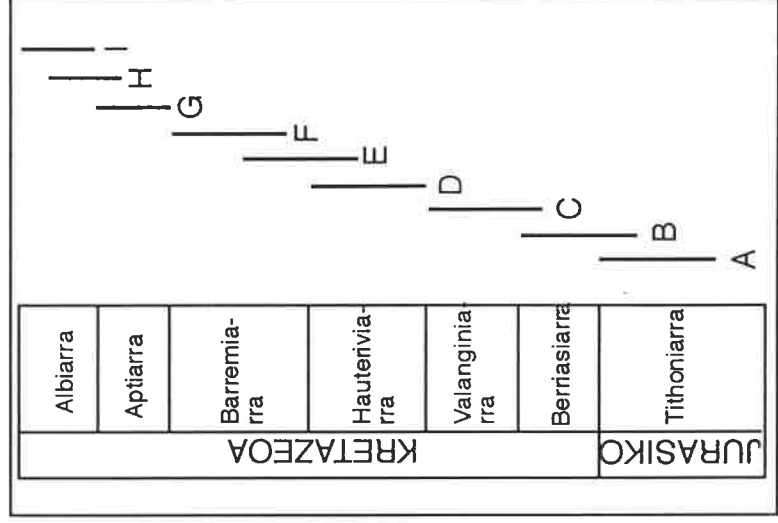 I
H
G
F
E
D
C
B
A
Albiarra
Aptiarra
Barremia-
rra
Hauterivia-
rra
Valanginia-
rra
Berriasiarra
Tithoniarra
KRETAZEOA
JURASIKO